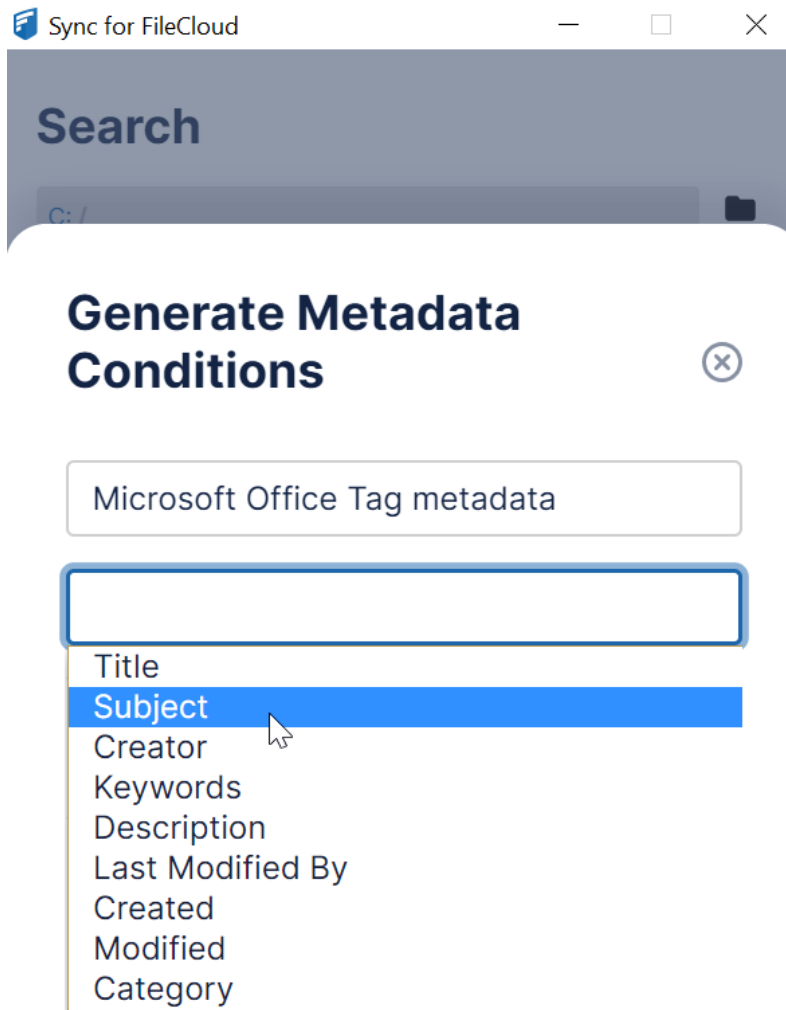 Sync for FileCloud
Search
C: /
Generate Metadata
Conditions
Microsoft Office Tag metadata
Title
Subject
Creator
Keywords
Description
Last Modified By
Created
Modified
Category